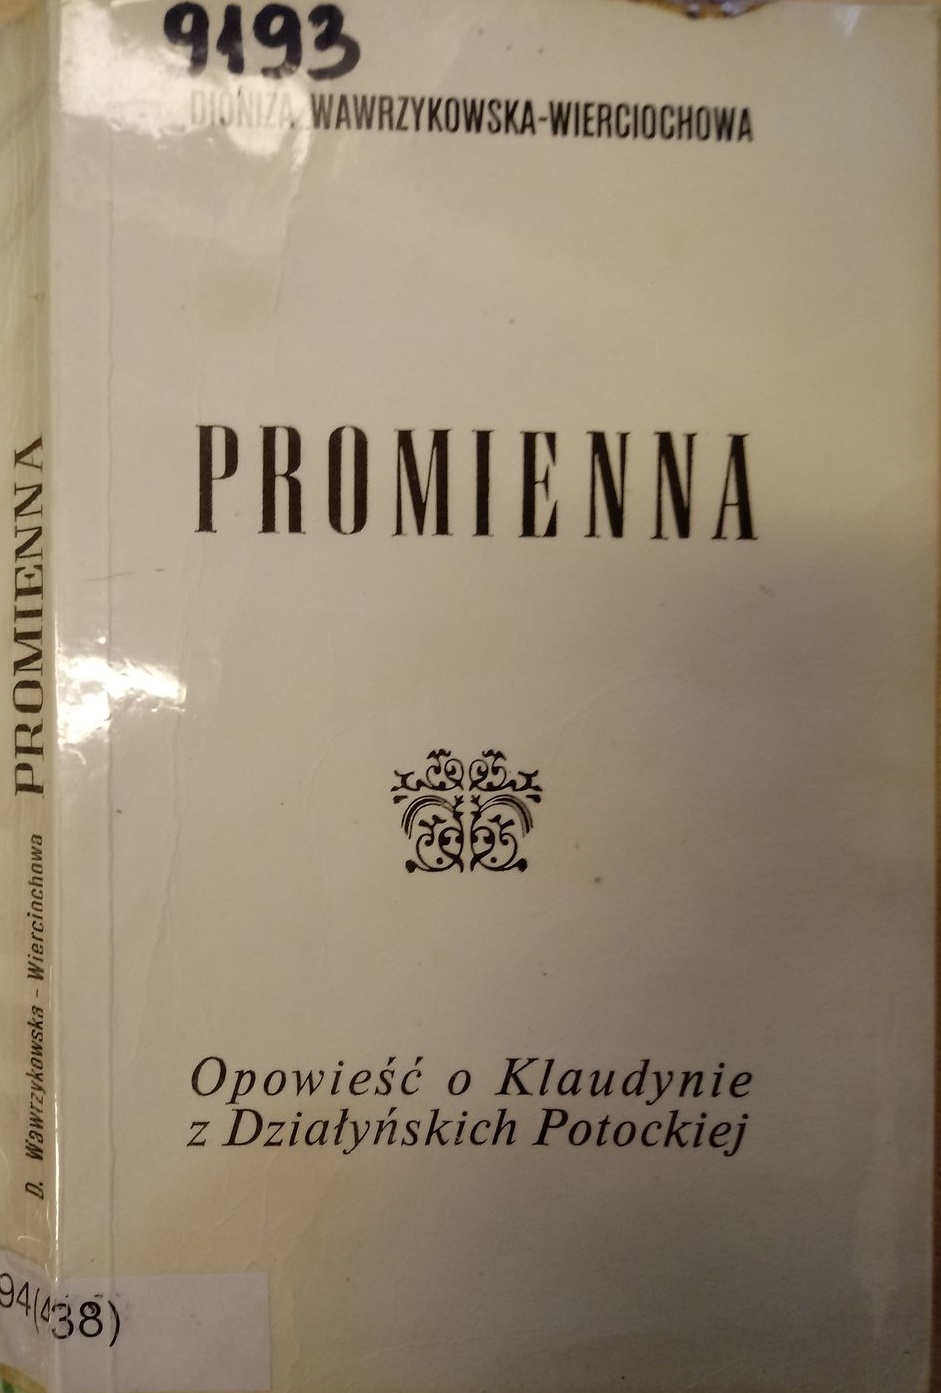 9193
DIONIZA WAWRZYKOWSKA-WIERCIOCHOWA
PROMIENNA
Opowieść o Klaudynie
z Działyńskich Potockiej
D. Wawrzykowska - Wierciochowa PROMIENNA
94(438)